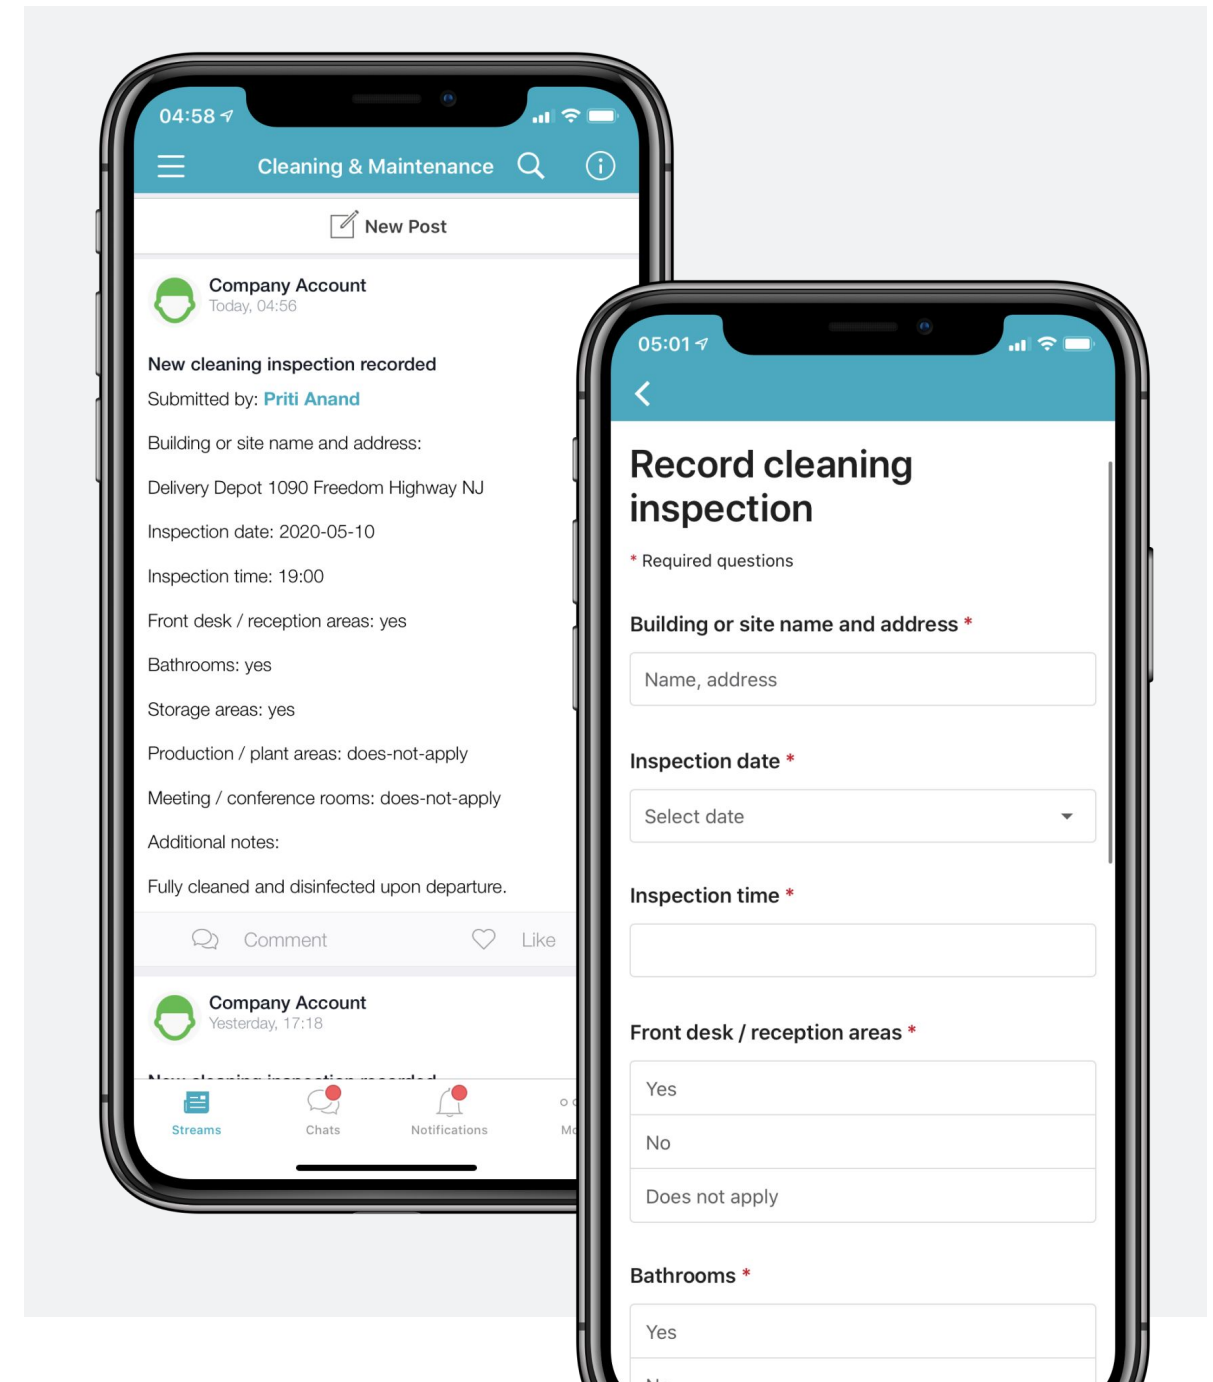 04:58
Cleaning & Maintenance
New Post
Company Account
Today, 04:56
New cleaning inspection recorded
Submitted by: Priti Anand
Building or site name and address:
Delivery Depot 1090 Freedom Highway NJ
Inspection date: 2020-05-10
Inspection time: 19:00
Front desk / reception areas: yes
Bathrooms: yes
Storage areas: yes
Production / plant areas: does-not-apply
Meeting / conference rooms: does-not-apply
Additional notes:
Fully cleaned and disinfected upon departure.
Comment
Like
Company Account
Yesterday, 17:18
New cleaning inspection recorded
Streams
Chats
Notifications
05:01
Record cleaning
inspection
* Required questions
Building or site name and address *
Name, address
Inspection date *
Select date
Inspection time *
Front desk / reception areas *
Yes
No
Does not apply
Bathrooms *
Yes